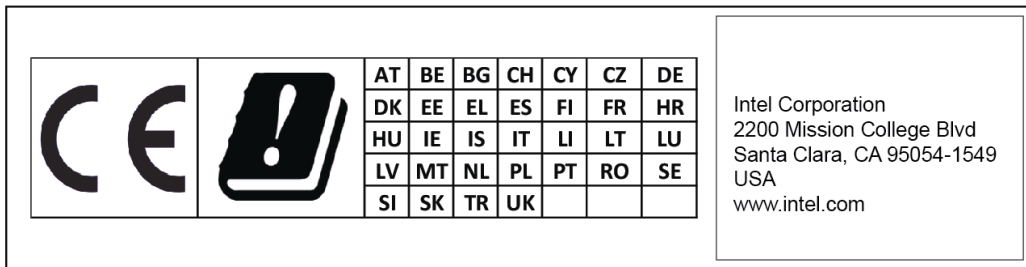 CE
!
AT BE BG CH CY CZ DE
DK EE EL ES FI FR HR
HU IE IS IT LI LT LU
LV MT NL PL PT RO SE
SI SK TR UK
Intel Corporation
2200 Mission College Blvd
Santa Clara, CA 95054-1549
USA
www.intel.com